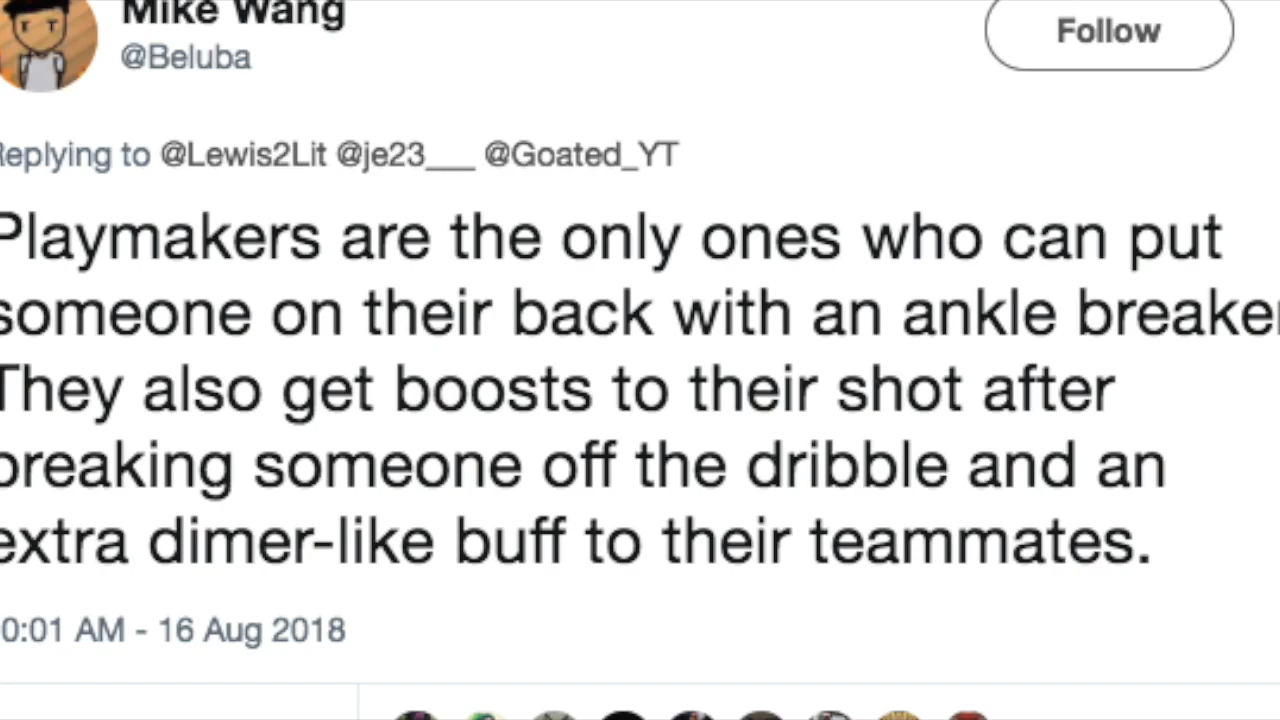 Mike Wang
@Beluba
Follow
Replying to @Lewis2Lit @je23___ @Goated_YT
Playmakers are the only ones who can put
someone on their back with an ankle breaker
They also get boosts to their shot after
breaking someone off the dribble and an
extra dimer-like buff to their teammates.
0:01 AM - 16 Aug 2018